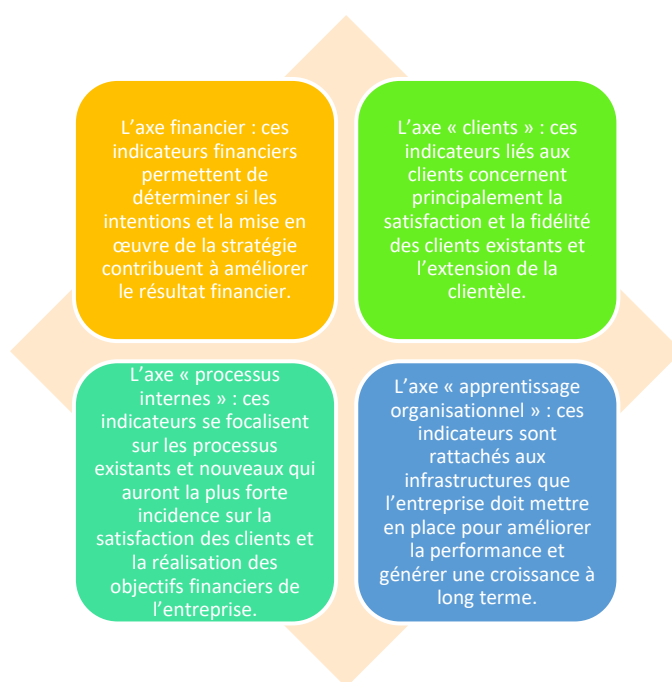 L’axe financier : ces
indicateurs financiers
permettent de
déterminer si les
intentions et la mise en
œuvre de la stratégie
contribuent à améliorer
le résultat financier.
L’axe « clients » : ces
indicateurs liés aux
clients concernent
principalement la
satisfaction et la fidélité
des clients existants et
l’extension de la
clientèle.
L’axe « processus
internes » : ces
indicateurs se focalisent
sur les processus
existants et nouveaux qui
auront la plus forte
incidence sur la
satisfaction des clients et
la réalisation des
objectifs financiers de
l’entreprise.
L’axe « apprentissage
organisationnel » : ces
indicateurs sont
rattachés aux
infrastructures que
l’entreprise doit mettre
en place pour améliorer
la performance et
générer une croissance à
long terme.